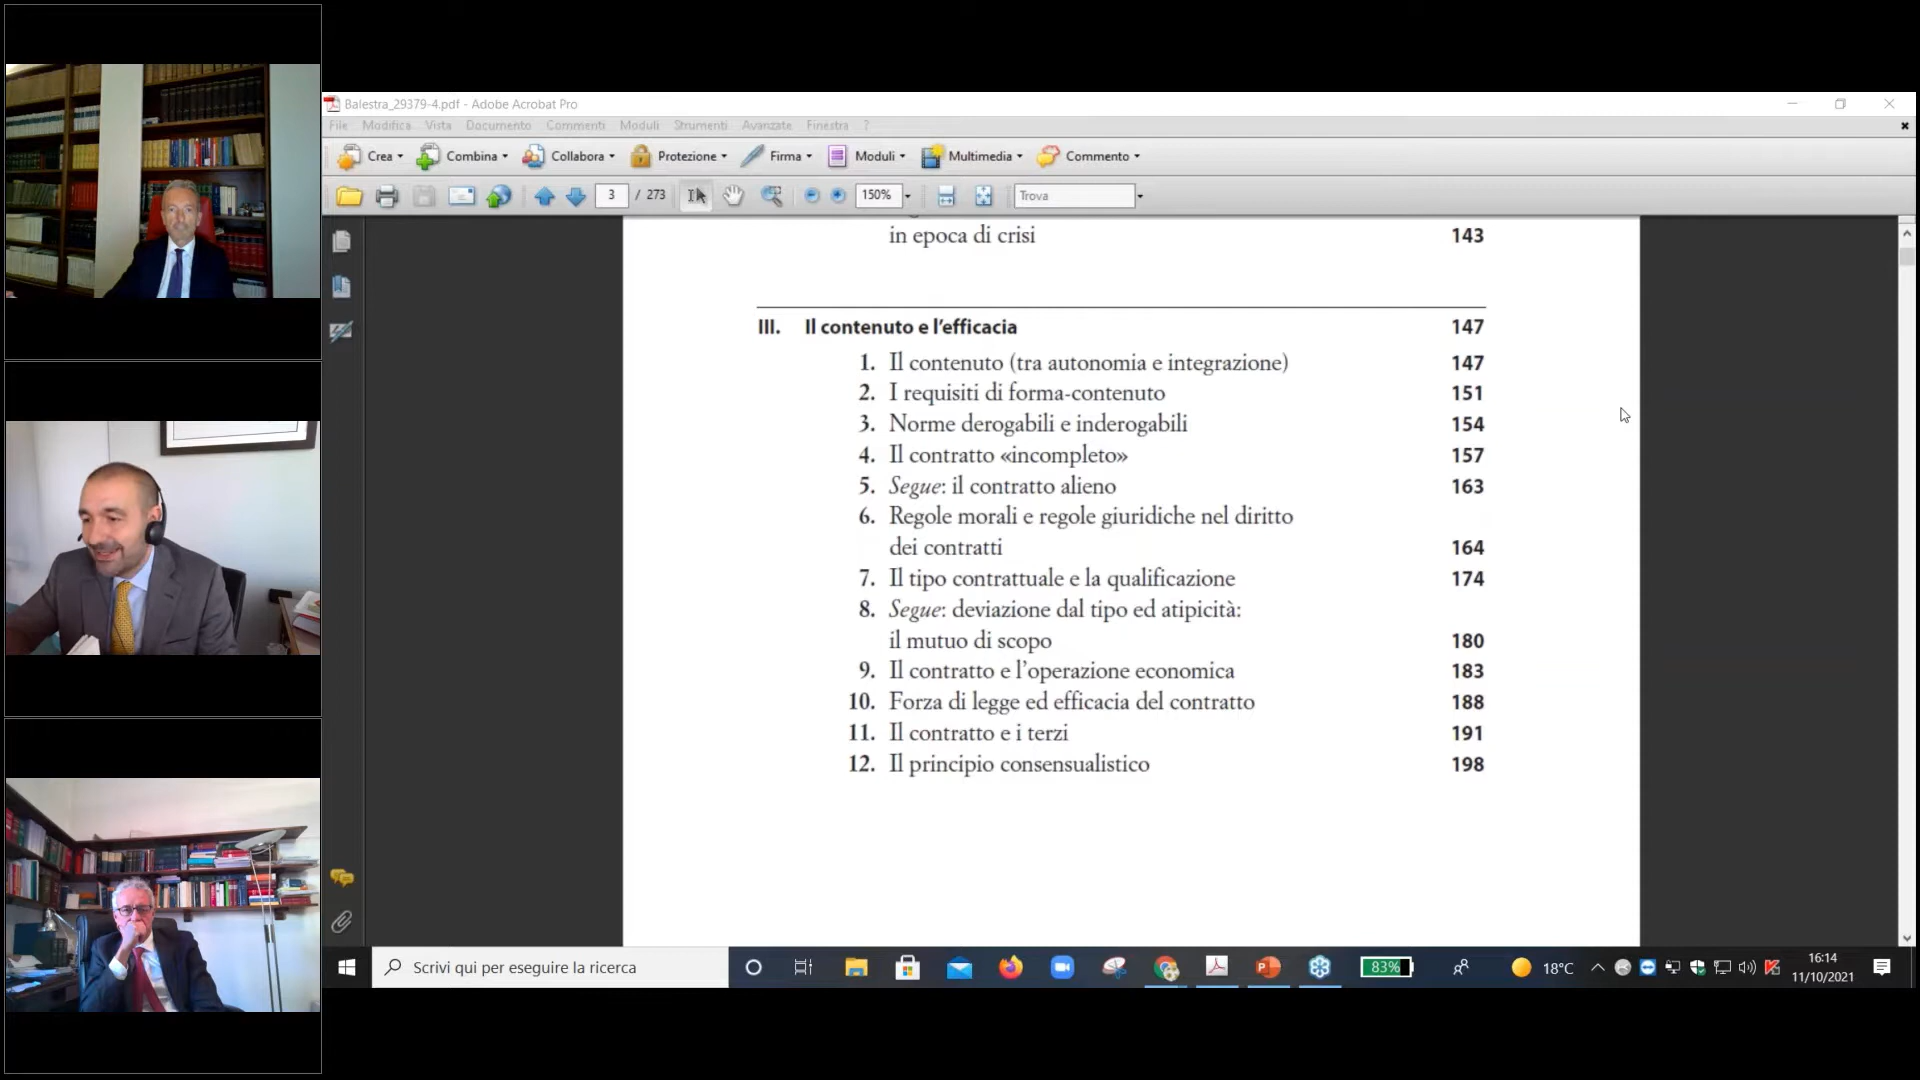 Balestra_29379-4.pdf - Adobe Acrobat Pro
File Modifica Vista Documento Commenti Moduli Strumenti Avanzate Finestra ?
Crea Combina Collabora Protezione Firma Moduli Multimedia Commento
3 / 273 150% Trova
in epoca di crisi 143
III. Il contenuto e l'efficacia 147
1. Il contenuto (tra autonomia e integrazione) 147
2. I requisiti di forma-contenuto 151
3. Norme derogabili e inderogabili 154
4. Il contratto «incompleto» 157
5. Segue: il contratto alieno 163
6. Regole morali e regole giuridiche nel diritto
dei contratti 164
7. Il tipo contrattuale e la qualificazione 174
8. Segue: deviazione dal tipo ed atipicità:
il mutuo di scopo 180
9. Il contratto e l'operazione economica 183
10. Forza di legge ed efficacia del contratto 188
11. Il contratto e i terzi 191
12. Il principio consensualistico 198
Scrivi qui per eseguire la ricerca 83% 18°C 16:14
11/10/2021